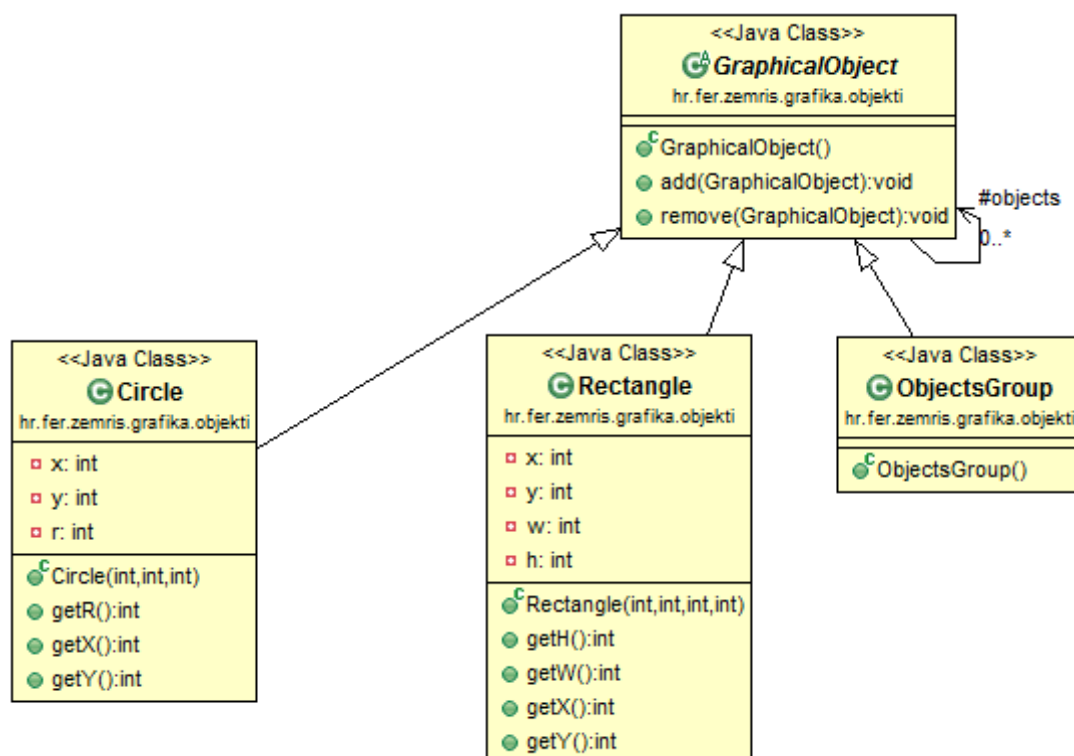 <<Java Class>>
GraphicalObject
hr.fer.zemris.grafika.objekti
GraphicalObject()
add(GraphicalObject):void
remove(GraphicalObject):void
#objects
0..*
<<Java Class>>
Circle
hr.fer.zemris.grafika.objekti
x: int
y: int
r: int
Circle(int,int,int)
getR():int
getX():int
getY():int
<<Java Class>>
Rectangle
hr.fer.zemris.grafika.objekti
x: int
y: int
w: int
h: int
Rectangle(int,int,int,int)
getH():int
getW():int
getX():int
getY():int
<<Java Class>>
ObjectsGroup
hr.fer.zemris.grafika.objekti
ObjectsGroup()